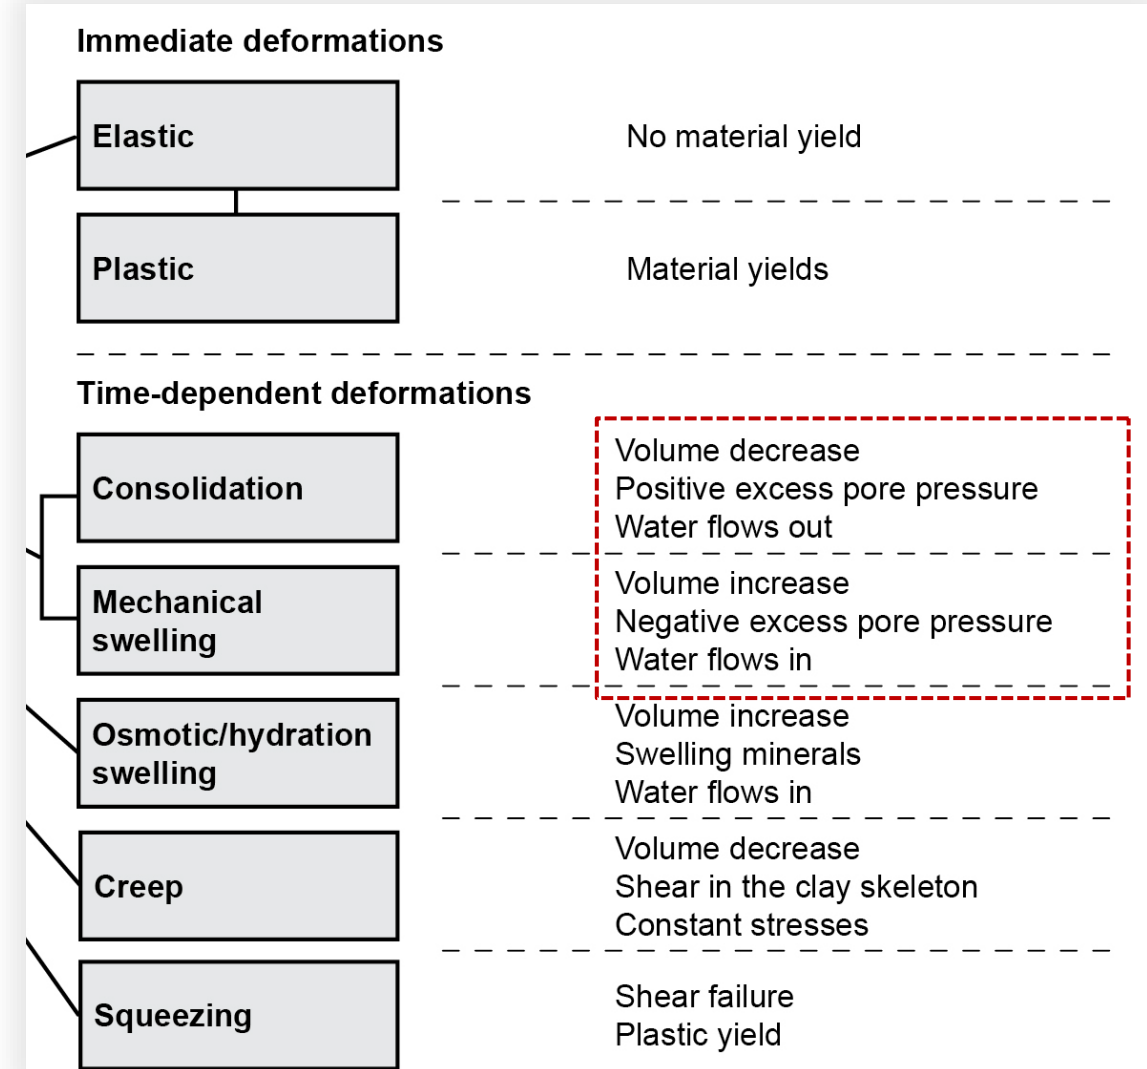 Immediate deformations
Elastic
No material yield
Plastic
Material yields
Time-dependent deformations
Consolidation
Volume decrease
Positive excess pore pressure
Water flows out
Mechanical
swelling
Volume increase
Negative excess pore pressure
Water flows in
Osmotic/hydration
swelling
Volume increase
Swelling minerals
Water flows in
Creep
Volume decrease
Shear in the clay skeleton
Constant stresses
Squeezing
Shear failure
Plastic yield